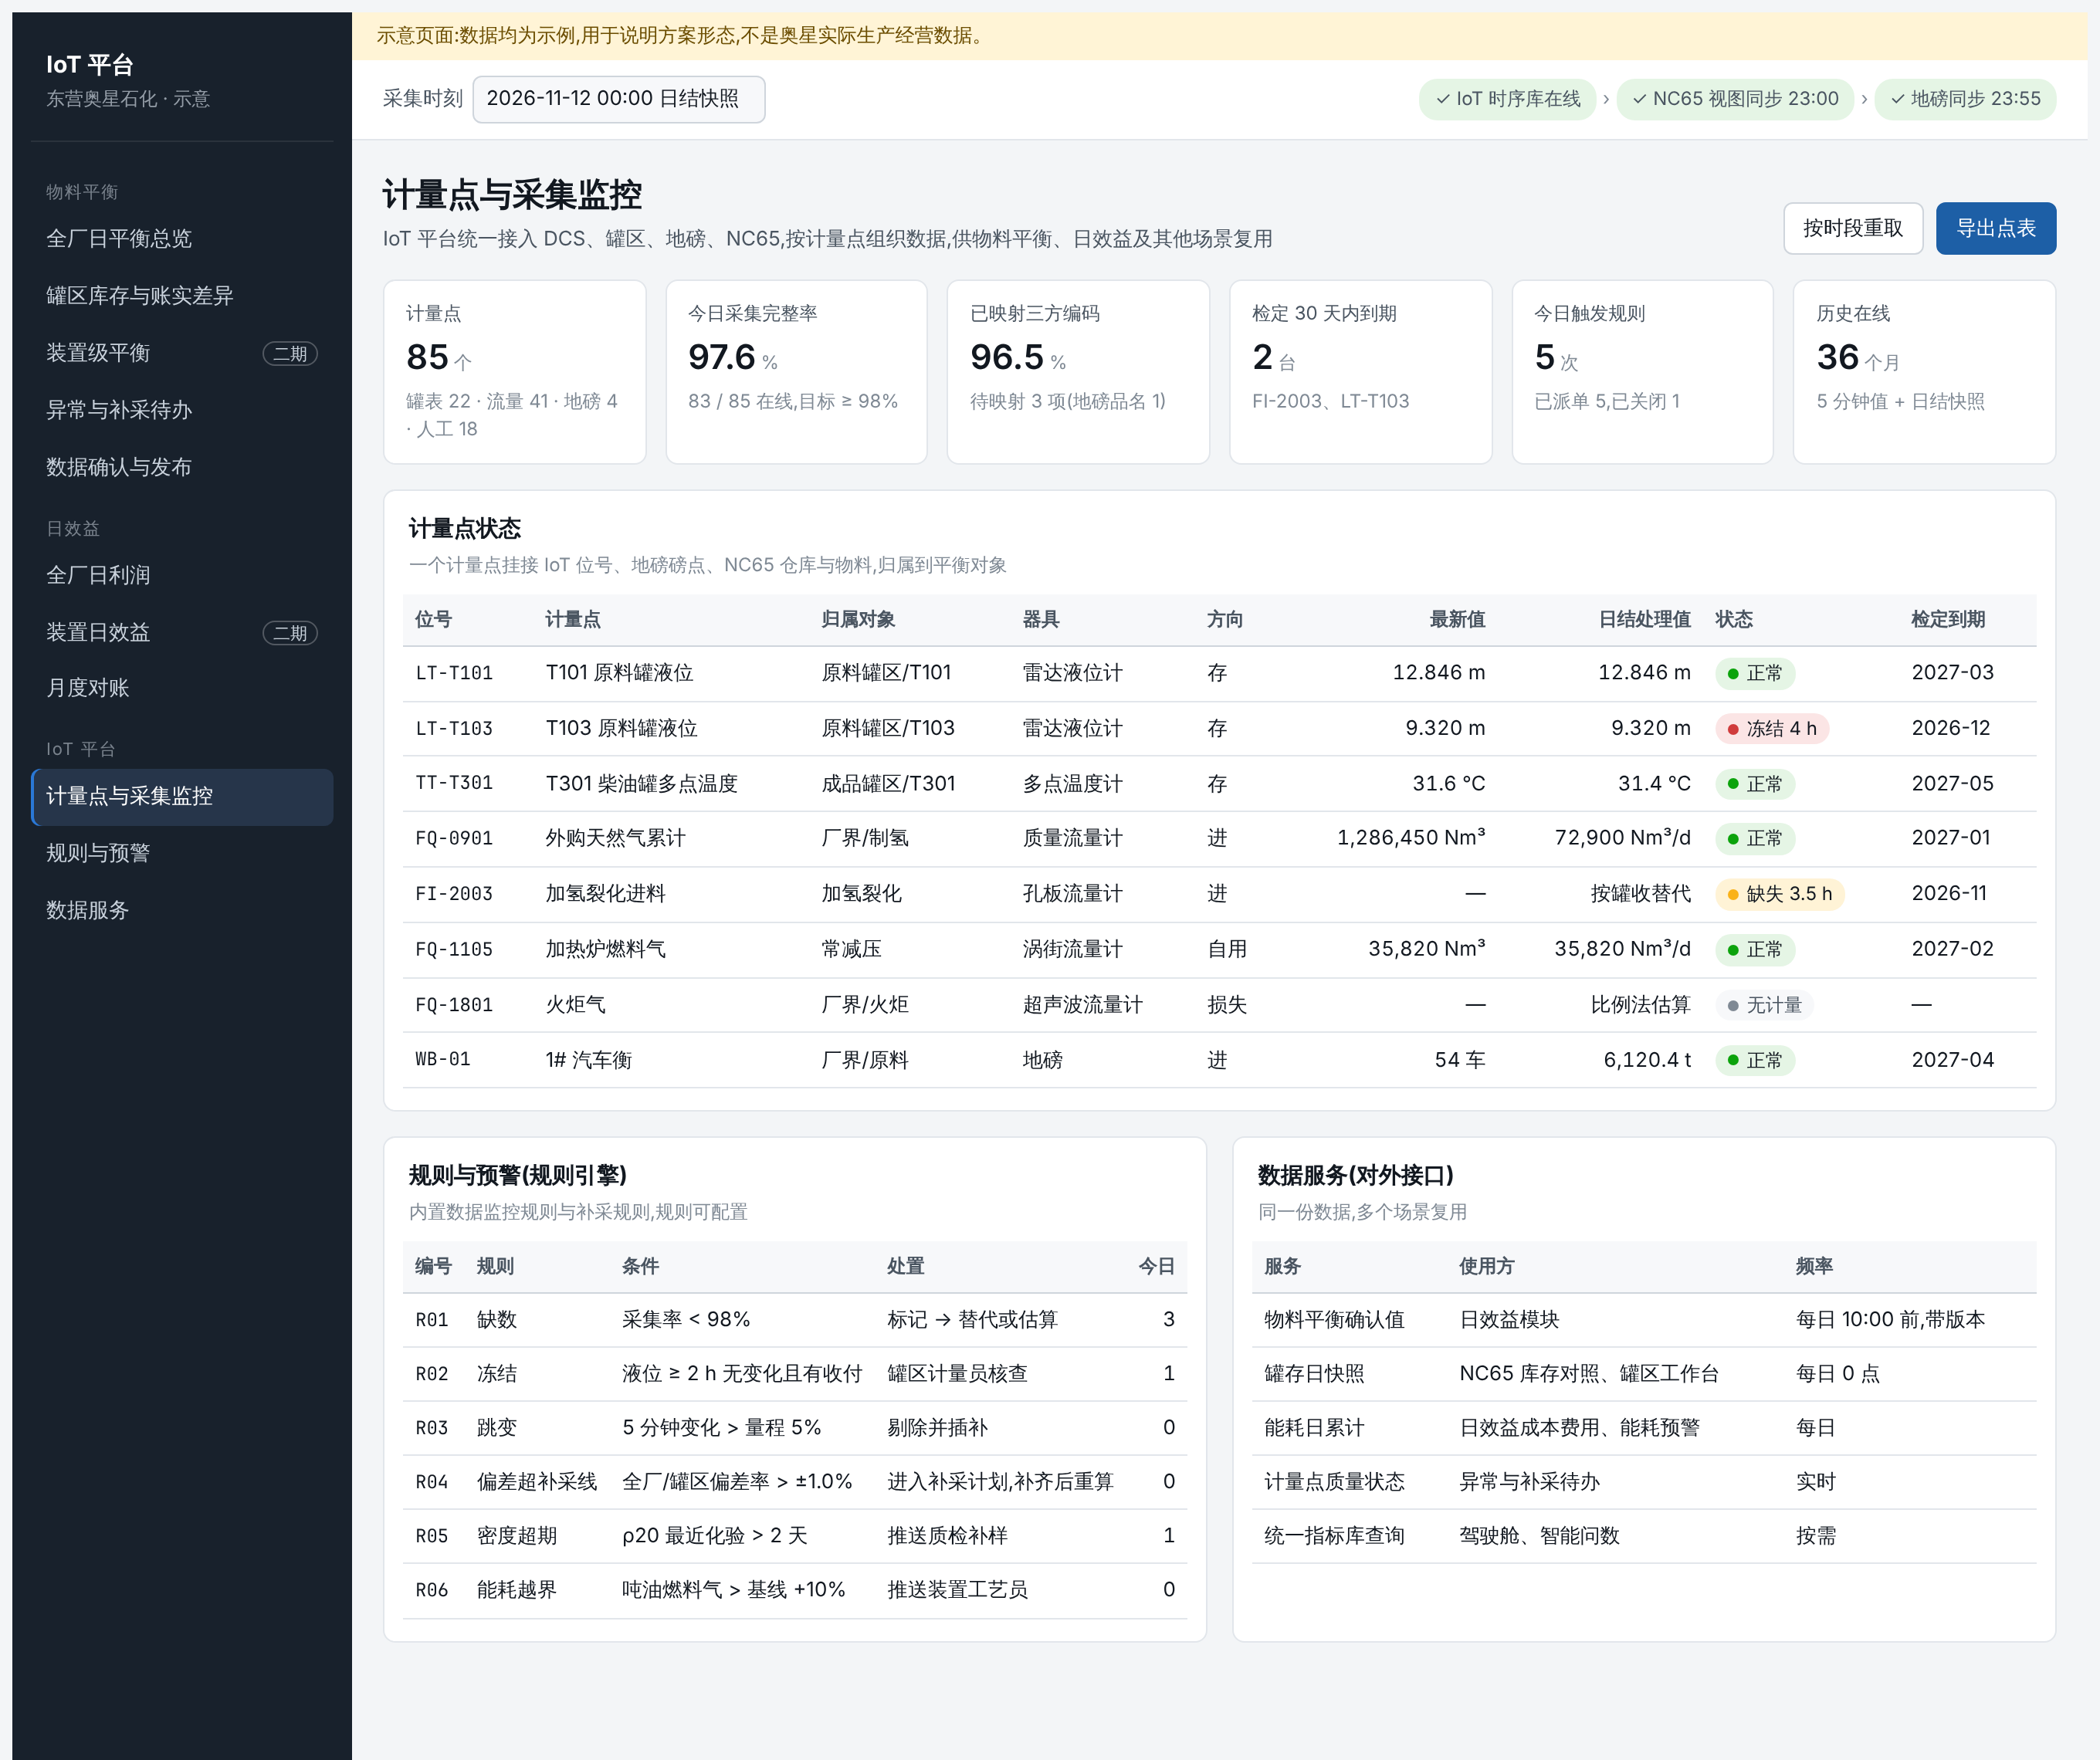 IoT 平台
东营奥星石化 · 示意
物料平衡
全厂日平衡总览
罐区库存与账实差异
装置级平衡 二期
异常与补采待办
数据确认与发布
日效益
全厂日利润
装置日效益 二期
月度对账
IoT 平台
计量点与采集监控
规则与预警
数据服务
示意页面:数据均为示例,用于说明方案形态,不是奥星实际生产经营数据。
采集时刻 2026-11-12 00:00 日结快照 ✓ IoT 时序库在线 › ✓ NC65 视图同步 23:00 › ✓ 地磅同步 23:55
计量点与采集监控
IoT 平台统一接入 DCS、罐区、地磅、NC65,按计量点组织数据,供物料平衡、日效益及其他场景复用
按时段重取 导出点表
计量点
85 个
罐表 22 · 流量 41 · 地磅 4
· 人工 18
今日采集完整率
97.6 %
83 / 85 在线,目标 ≥ 98%
已映射三方编码
96.5 %
待映射 3 项(地磅品名 1)
检定 30 天内到期
2 台
FI-2003、LT-T103
今日触发规则
5 次
已派单 5,已关闭 1
历史在线
36 个月
5 分钟值 + 日结快照
计量点状态
一个计量点挂接 IoT 位号、地磅磅点、NC65 仓库与物料,归属到平衡对象
位号 计量点 归属对象 器具 方向 最新值 日结处理值 状态 检定到期
LT-T101 T101 原料罐液位 原料罐区/T101 雷达液位计 存 12.846 m 12.846 m 正常 2027-03
LT-T103 T103 原料罐液位 原料罐区/T103 雷达液位计 存 9.320 m 9.320 m 冻结 4 h 2026-12
TT-T301 T301 柴油罐多点温度 成品罐区/T301 多点温度计 存 31.6 °C 31.4 °C 正常 2027-05
FQ-0901 外购天然气累计 厂界/制氢 质量流量计 进 1,286,450 Nm³ 72,900 Nm³/d 正常 2027-01
FI-2003 加氢裂化进料 加氢裂化 孔板流量计 进 — 按罐收替代 缺失 3.5 h 2026-11
FQ-1105 加热炉燃料气 常减压 涡街流量计 自用 35,820 Nm³ 35,820 Nm³/d 正常 2027-02
FQ-1801 火炬气 厂界/火炬 超声波流量计 损失 — 比例法估算 无计量 —
WB-01 1# 汽车衡 厂界/原料 地磅 进 54 车 6,120.4 t 正常 2027-04
规则与预警(规则引擎)
内置数据监控规则与补采规则,规则可配置
编号 规则 条件 处置 今日
R01 缺数 采集率 < 98% 标记 → 替代或估算 3
R02 冻结 液位 ≥ 2 h 无变化且有收付 罐区计量员核查 1
R03 跳变 5 分钟变化 > 量程 5% 剔除并插补 0
R04 偏差超补采线 全厂/罐区偏差率 > ±1.0% 进入补采计划,补齐后重算 0
R05 密度超期 ρ20 最近化验 > 2 天 推送质检补样 1
R06 能耗越界 吨油燃料气 > 基线 +10% 推送装置工艺员 0
数据服务(对外接口)
同一份数据,多个场景复用
服务 使用方 频率
物料平衡确认值 日效益模块 每日 10:00 前,带版本
罐存日快照 NC65 库存对照、罐区工作台 每日 0 点
能耗日累计 日效益成本费用、能耗预警 每日
计量点质量状态 异常与补采待办 实时
统一指标库查询 驾驶舱、智能问数 按需